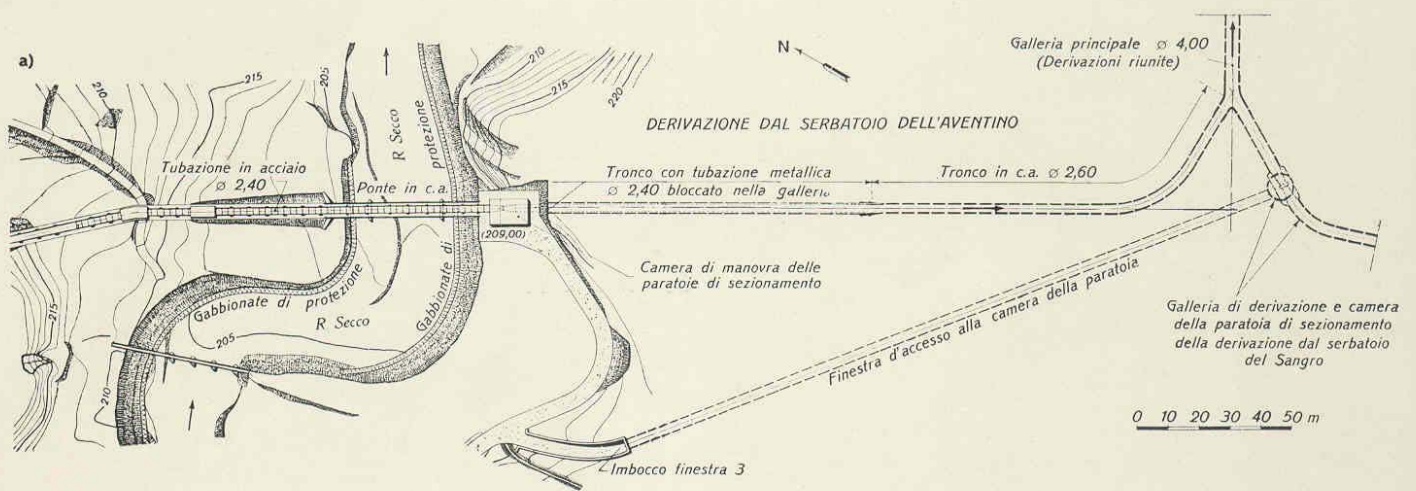 a)
N
Galleria principale ø 4,00
(Derivazioni riunite)
210
215
205
R Secco
protezione
215
220
DERIVAZIONE DAL SERBATOIO DELL'AVENTINO
Tubazione in acciaio
ø 2,40
Ponte in c.a.
Tronco con tubazione metallica
ø 2,40 bloccato nella galleria
Tronco in c.a. ø 2,60
(209,00)
Gabbionate di
Camera di manovra delle
paratoie di sezionamento
Gabbionate di protezione
R Secco
205
215
210
Finestra d'accesso alla camera della paratoia
Galleria di derivazione e camera
della paratoia di sezionamento
della derivazione dal serbatoio
del Sangro
0 10 20 30 40 50 m
Imbocco finestra 3